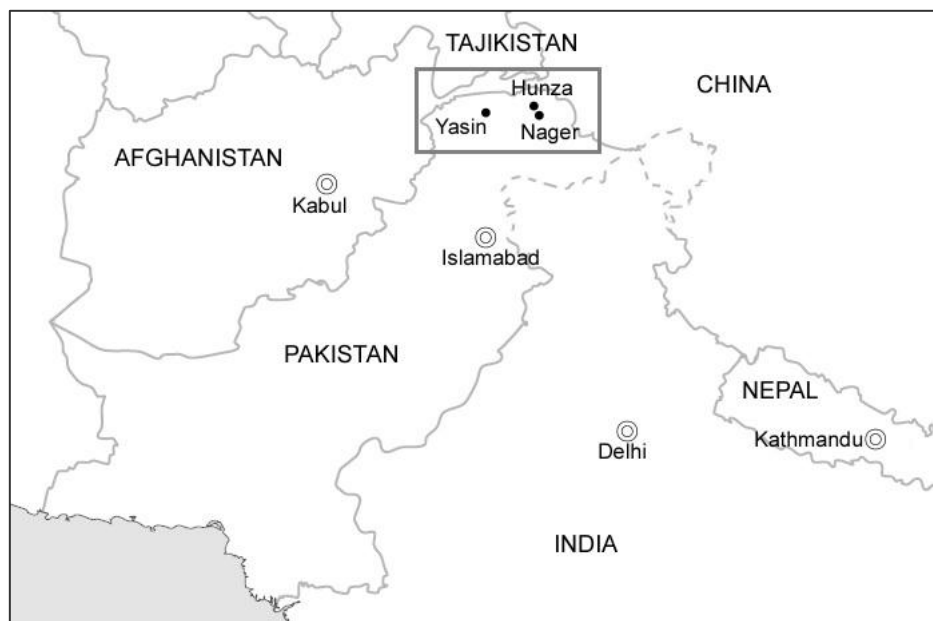 TAJIKISTAN
CHINA
Hunza
Yasin
Nager
AFGHANISTAN
Kabul
Islamabad
PAKISTAN
NEPAL
Kathmandu
Delhi
INDIA